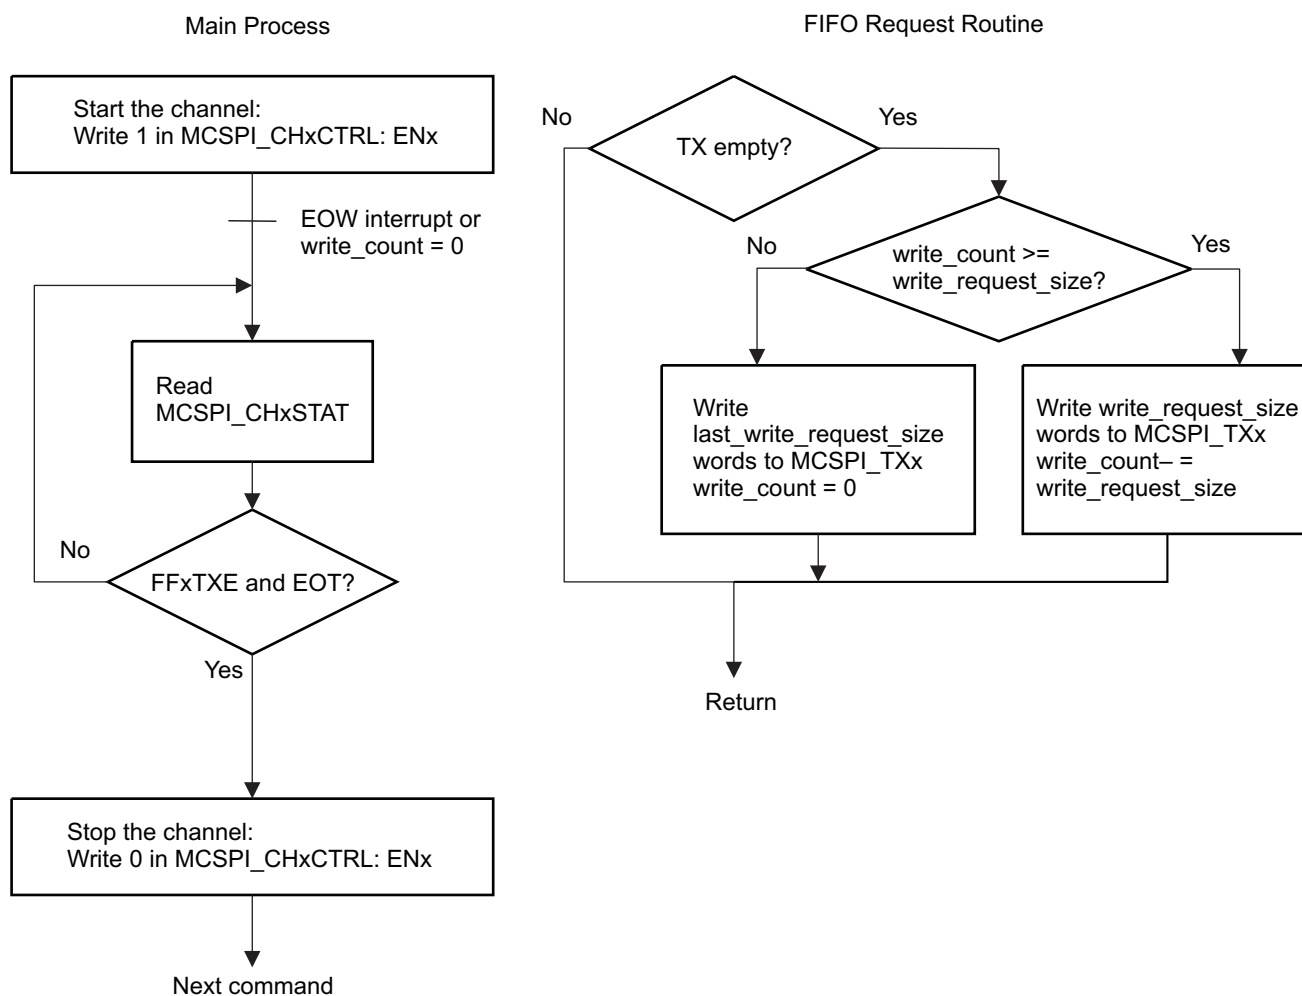 Main Process
Start the channel:
Write 1 in MCSPI_CHxCTRL: ENx
EOW interrupt or
write_count = 0
Read
MCSPI_CHxSTAT
No
FFxTXE and EOT?
Yes
Stop the channel:
Write 0 in MCSPI_CHxCTRL: ENx
Next command
FIFO Request Routine
No
TX empty?
Yes
No
write_count >=
write_request_size?
Yes
Write
last_write_request_size
words to MCSPI_TXx
write_count = 0
Write write_request_size
words to MCSPI_TXx
write_count– =
write_request_size
Return